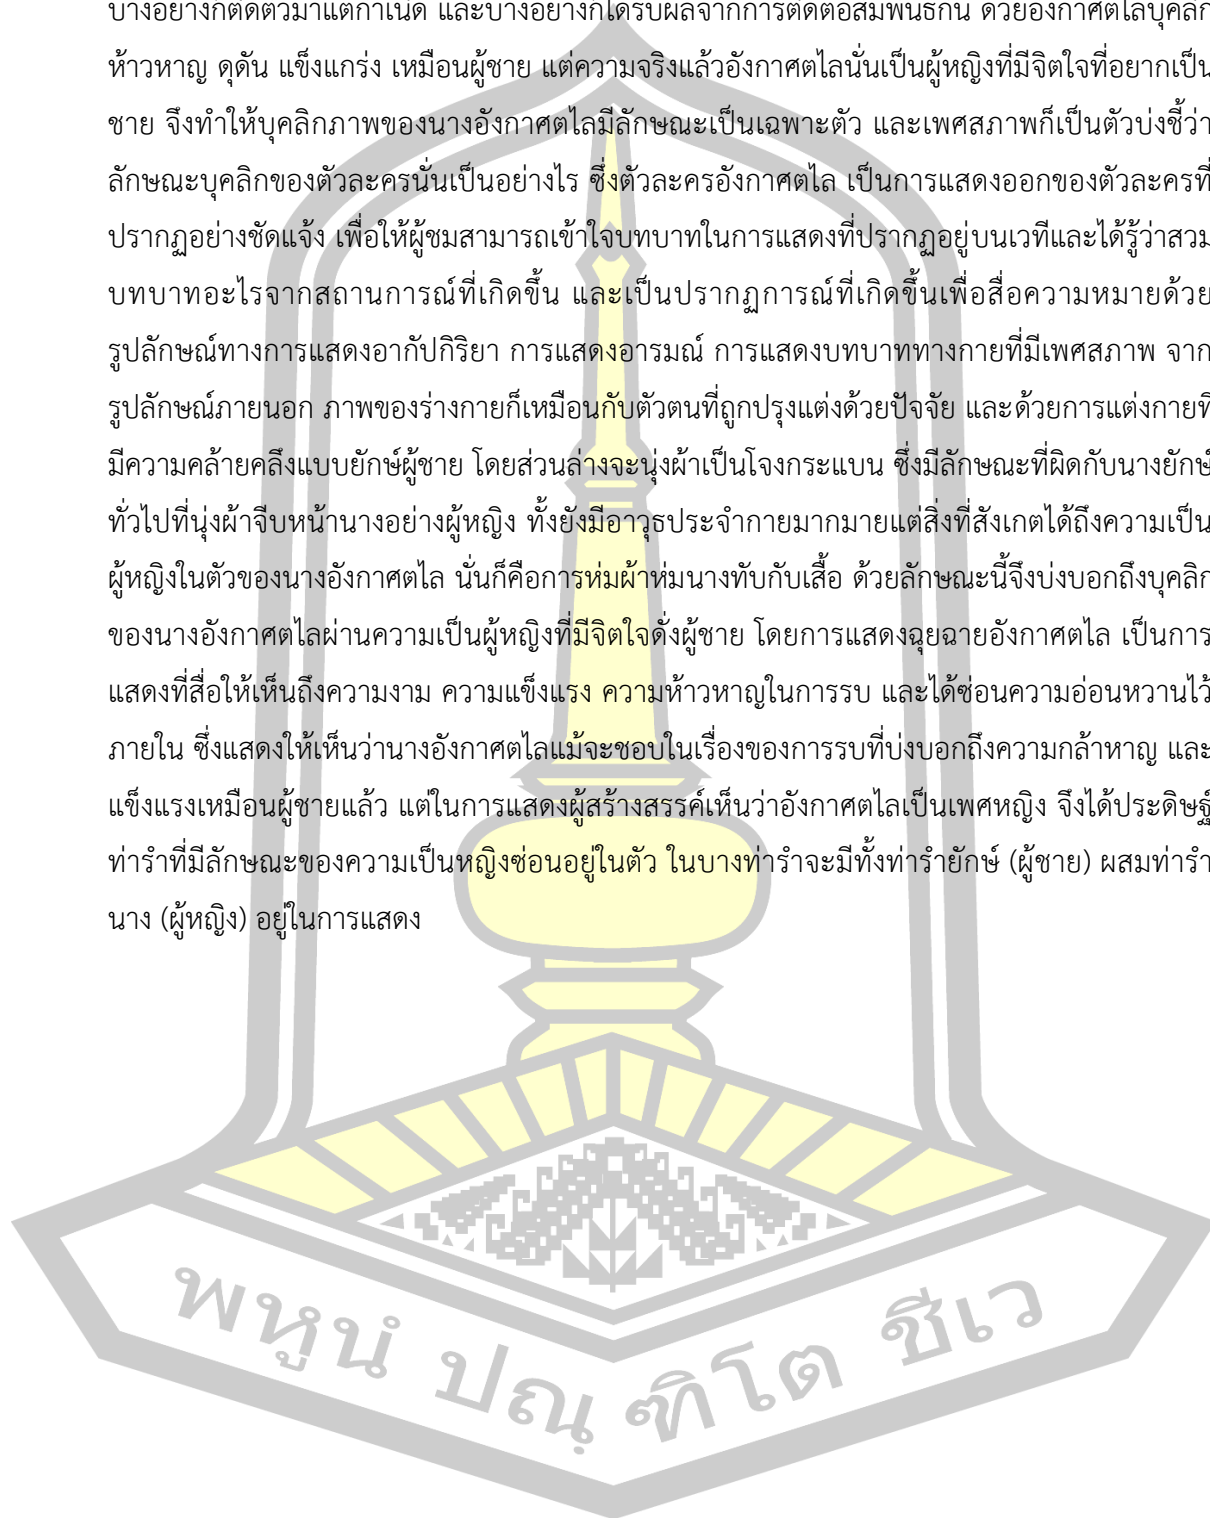 บางอย่างก็ติดตัวมาแต่กำเนิด และบางอย่างก็ได้รับผลจากการติดต่อสัมพันธ์กัน ด้วยอังกาศตไลบุคลิก
ห้าวหาญ ดุดัน แข็งแกร่ง เหมือนผู้ชาย แต่ความจริงแล้วอังกาศตไลนั่นเป็นผู้หญิงที่มีจิตใจที่อยากเป็น
ชาย จึงทำให้บุคลิกภาพของนางอังกาศตไลมีลักษณะเป็นเฉพาะตัว และเพศสภาพก็เป็นตัวบ่งชี้ว่า
ลักษณะบุคลิกของตัวละครนั่นเป็นอย่างไร ซึ่งตัวละครอังกาศตไล เป็นการแสดงออกของตัวละครที่
ปรากฏอย่างชัดแจ้ง เพื่อให้ผู้ชมสามารถเข้าใจบทบาทในการแสดงที่ปรากฏอยู่บนเวทีและได้รู้ว่าสวม
บทบาทอะไรจากสถานการณ์ที่เกิดขึ้น และเป็นปรากฏการณ์ที่เกิดขึ้นเพื่อสื่อความหมายด้วย
รูปลักษณ์ทางการแสดงอากัปกิริยา การแสดงอารมณ์ การแสดงบทบาททางกายที่มีเพศสภาพ จาก
รูปลักษณ์ภายนอก ภาพของร่างกายก็เหมือนกับตัวตนที่ถูกปรุงแต่งด้วยปัจจัย และด้วยการแต่งกายที่
มีความคล้ายคลึงแบบยักษ์ผู้ชาย โดยส่วนล่างจะนุ่งผ้าเป็นโจงกระแบน ซึ่งมีลักษณะที่ผิดกับนางยักษ์
ทั่วไปที่นุ่งผ้าจีบหน้านางอย่างผู้หญิง ทั้งยังมีอาวุธประจำกายมากมายแต่สิ่งที่สังเกตได้ถึงความเป็น
ผู้หญิงในตัวของนางอังกาศตไล นั่นก็คือการห่มผ้าห่มนางทับกับเสื้อ ด้วยลักษณะนี้จึงบ่งบอกถึงบุคลิก
ของนางอังกาศตไลผ่านความเป็นผู้หญิงที่มีจิตใจดั่งผู้ชาย โดยการแสดงฉุยฉายอังกาศตไล เป็นการ
แสดงที่สื่อให้เห็นถึงความงาม ความแข็งแรง ความห้าวหาญในการรบ และได้ซ่อนความอ่อนหวานไว้
ภายใน ซึ่งแสดงให้เห็นว่านางอังกาศตไลแม้จะชอบในเรื่องของการรบที่บ่งบอกถึงความกล้าหาญ และ
แข็งแรงเหมือนผู้ชายแล้ว แต่ในการแสดงผู้สร้างสรรค์เห็นว่าอังกาศตไลเป็นเพศหญิง จึงได้ประดิษฐ์
ท่ารำที่มีลักษณะของความเป็นหญิงซ่อนอยู่ในตัว ในบางท่ารำจะมีทั้งท่ารำยักษ์ (ผู้ชาย) ผสมท่ารำ
นาง (ผู้หญิง) อยู่ในการแสดง
พหูนํ ปณฺ ฑิโต ชีเว